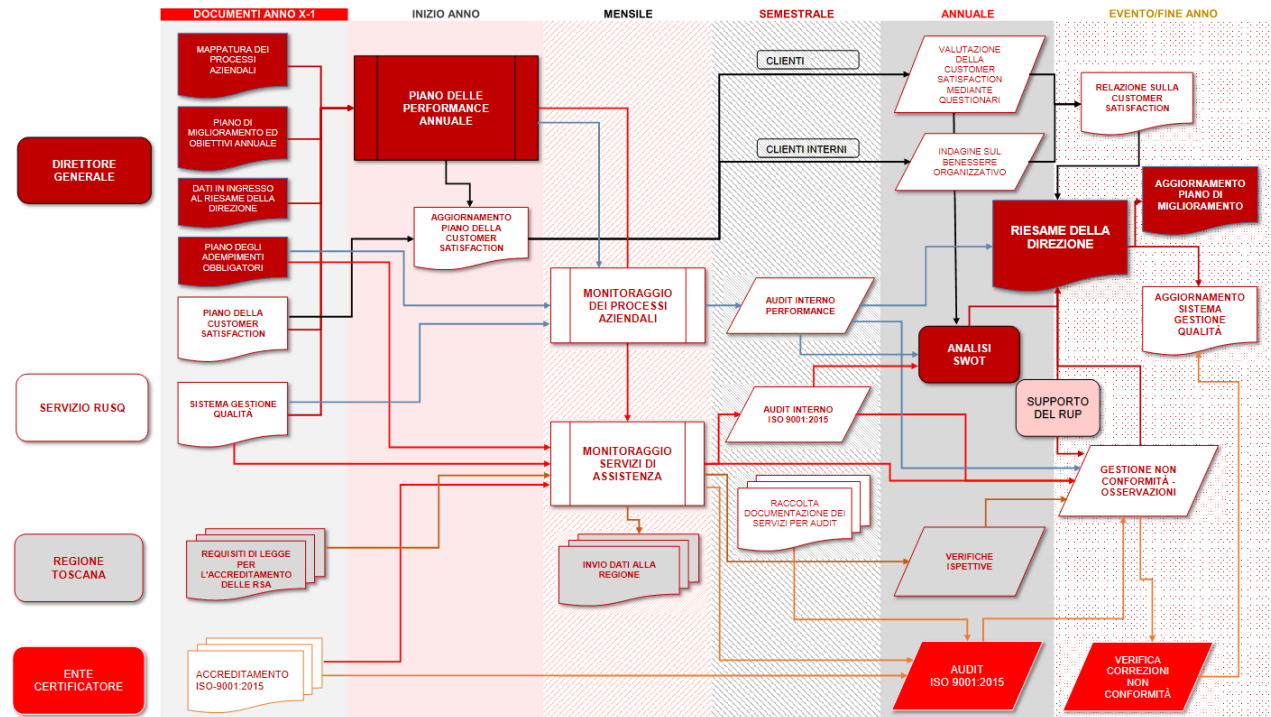 DOCUMENTI ANNO X-1
INIZIO ANNO
MENSILE
SEMESTRALE
ANNUALE
EVENTO/FINE ANNO
DIRETTORE
GENERALE
SERVIZIO RUSQ
REGIONE
TOSCANA
ENTE
CERTIFICATORE
MAPPATURA DEI
PROCESSI
AZIENDALI
PIANO DI
MIGLIORAMENTO ED
OBIETTIVI ANNUALE
DATI IN INGRESSO
AL RIESAME DELLA
DIREZIONE
PIANO DEGLI
ADEMPIMENTI
OBBLIGATORI
PIANO DELLA
CUSTOMER
SATISFACTION
SISTEMA GESTIONE
QUALITÀ
REQUISITI DI LEGGE
PER
L'ACCREDITAMENTO
DELLE RSA
ACCREDITAMENTO
ISO-9001:2015
PIANO DELLE
PERFORMANCE
ANNUALE
AGGIORNAMENTO
PIANO DELLA
CUSTOMER
SATISFACTION
MONITORAGGIO
DEI PROCESSI
AZIENDALI
MONITORAGGIO
SERVIZI DI
ASSISTENZA
INVIO DATI ALLA
REGIONE
CLIENTI
CLIENTI INTERNI
AUDIT INTERNO
PERFORMANCE
AUDIT INTERNO
ISO 9001:2015
RACCOLTA
DOCUMENTAZIONE DEI
SERVIZI PER AUDIT
VALUTAZIONE
DELLA
CUSTOMER
SATISFACTION
MEDIANTE
QUESTIONARI
INDAGINE SUL
BENESSERE
ORGANIZZATIVO
ANALISI
SWOT
VERIFICHE
ISPETTIVE
AUDIT
ISO 9001:2015
RELAZIONE SULLA
CUSTOMER
SATISFACTION
AGGIORNAMENTO
PIANO DI
MIGLIORAMENTO
RIESAME DELLA
DIREZIONE
AGGIORNAMENTO
SISTEMA
GESTIONE
QUALITÀ
SUPPORTO
DEL RUP
GESTIONE NON
CONFORMITÀ -
OSSERVAZIONI
VERIFICA
CORREZIONI
NON
CONFORMITÀ